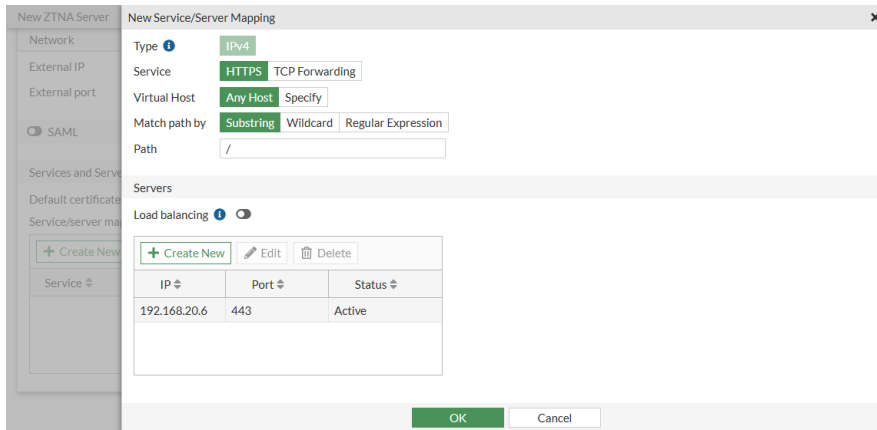 New ZTNA Server
New Service/Server Mapping
Network
External IP
External port
SAML
Services and Serve
Default certificate
Service/server ma
Create New
Service
Type IPv4
Service HTTPS TCP Forwarding
Virtual Host Any Host Specify
Match path by Substring Wildcard Regular Expression
Path /
Servers
Load balancing
Create New Edit Delete
IP Port Status
192.168.20.6 443 Active
OK Cancel